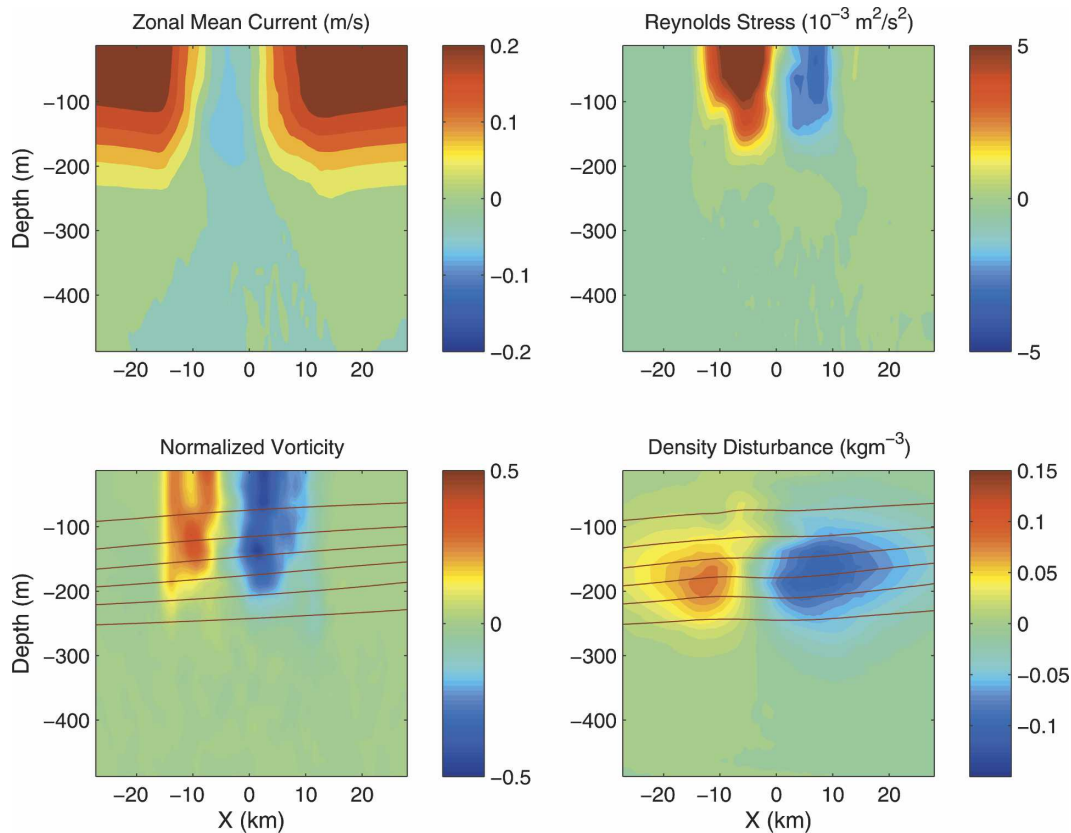 Zonal Mean Current (m/s)
0.2
0.1
0
−0.1
−0.2
−100
−200
−300
−400
Depth (m)
−20 −10 0 10 20
Reynolds Stress (10⁻³ m²/s²)
5
0
−5
−100
−200
−300
−400
−20 −10 0 10 20
Normalized Vorticity
0.5
0
−0.5
−100
−200
−300
−400
Depth (m)
−20 −10 0 10 20
X (km)
Density Disturbance (kgm⁻³)
0.15
0.1
0.05
0
−0.05
−0.1
−100
−200
−300
−400
−20 −10 0 10 20
X (km)